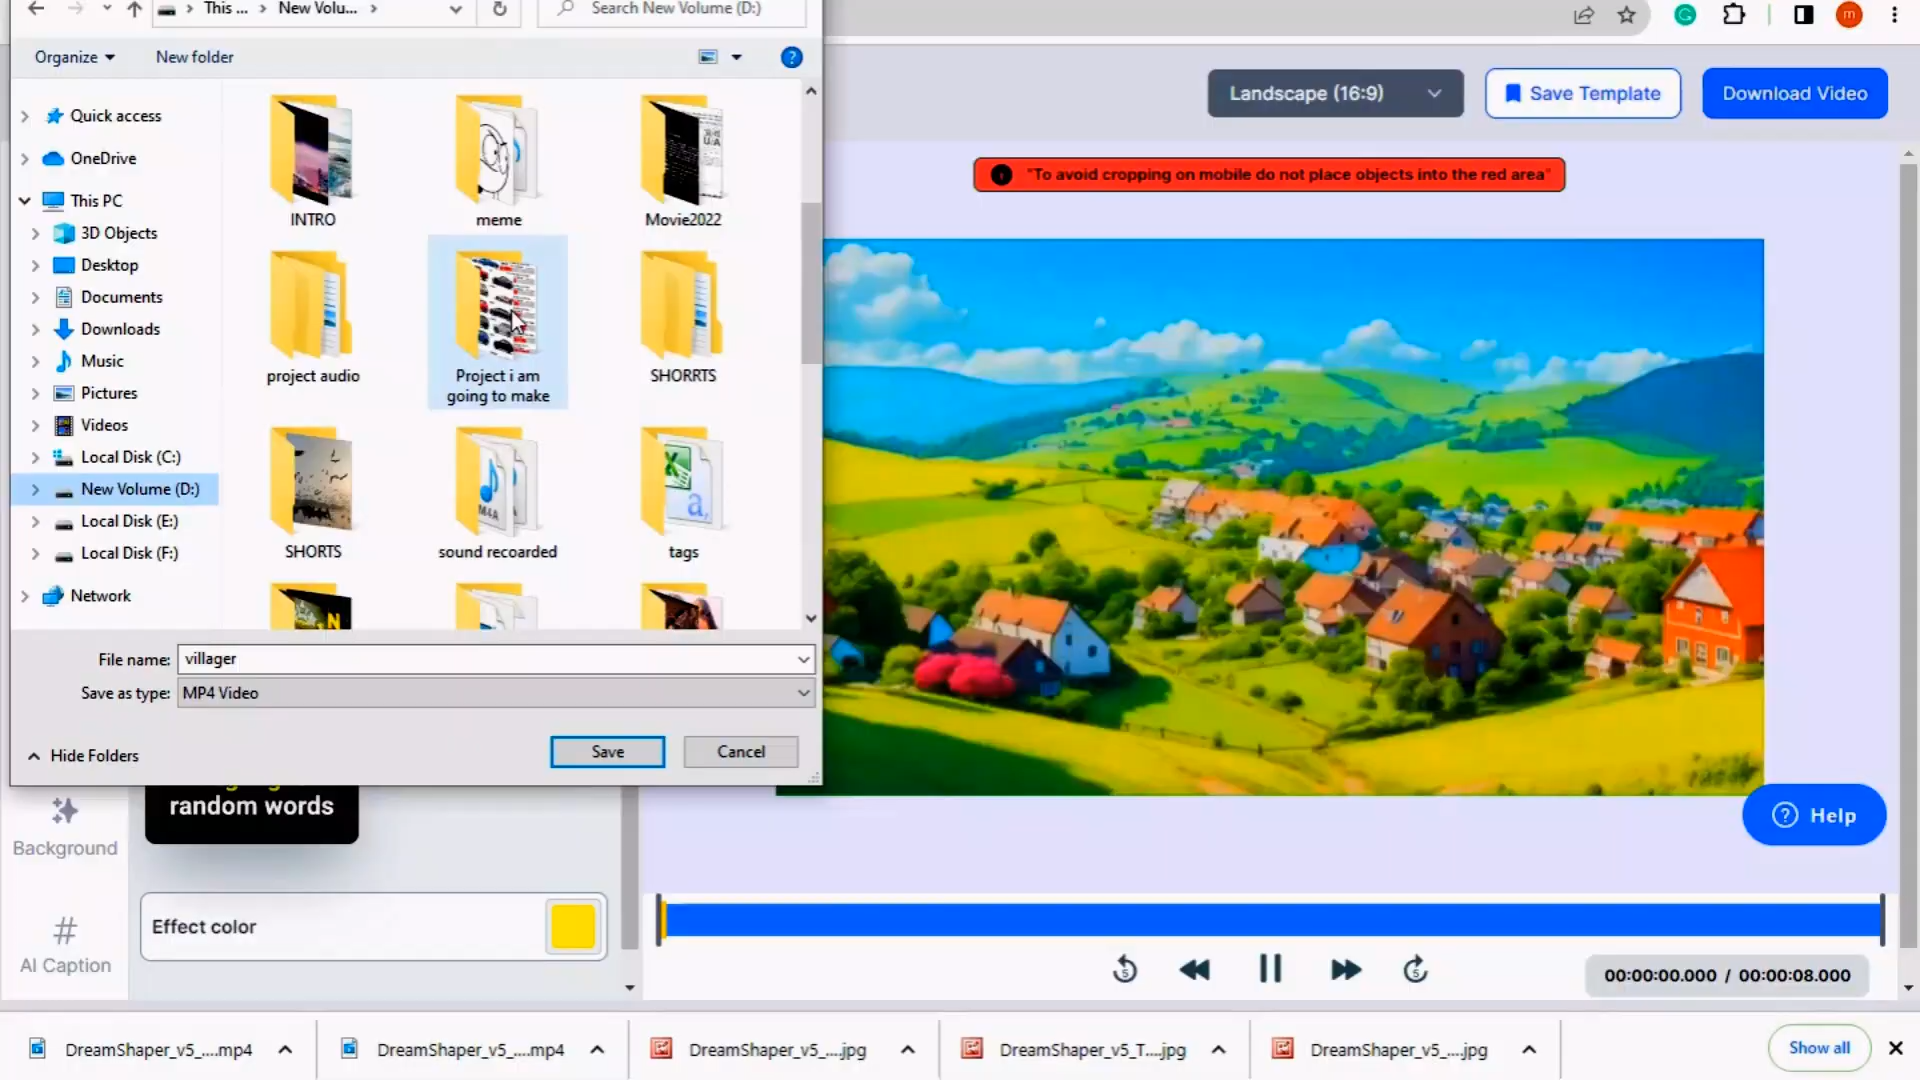 This ...
New Volu...
Search New Volume (D:)
Organize
New folder
Quick access
OneDrive
This PC
3D Objects
Desktop
Documents
Downloads
Music
Pictures
Videos
Local Disk (C:)
New Volume (D:)
Local Disk (E:)
Local Disk (F:)
Network
INTRO
meme
Movie2022
project audio
Project i am
going to make
SHORRTS
SHORTS
M4A
sound recoarded
a,
tags
File name:
villager
Save as type:
MP4 Video
Hide Folders
Save
Cancel
m
Landscape (16:9)
Save Template
Download Video
"To avoid cropping on mobile do not place objects into the red area"
random words
Background
Effect color
#
AI Caption
Help
5
5
00:00:00.000 / 00:00:08.000
DreamShaper_v5_....mp4
DreamShaper_v5_....mp4
DreamShaper_v5_...jpg
DreamShaper_v5_T....jpg
DreamShaper_v5_....jpg
Show all